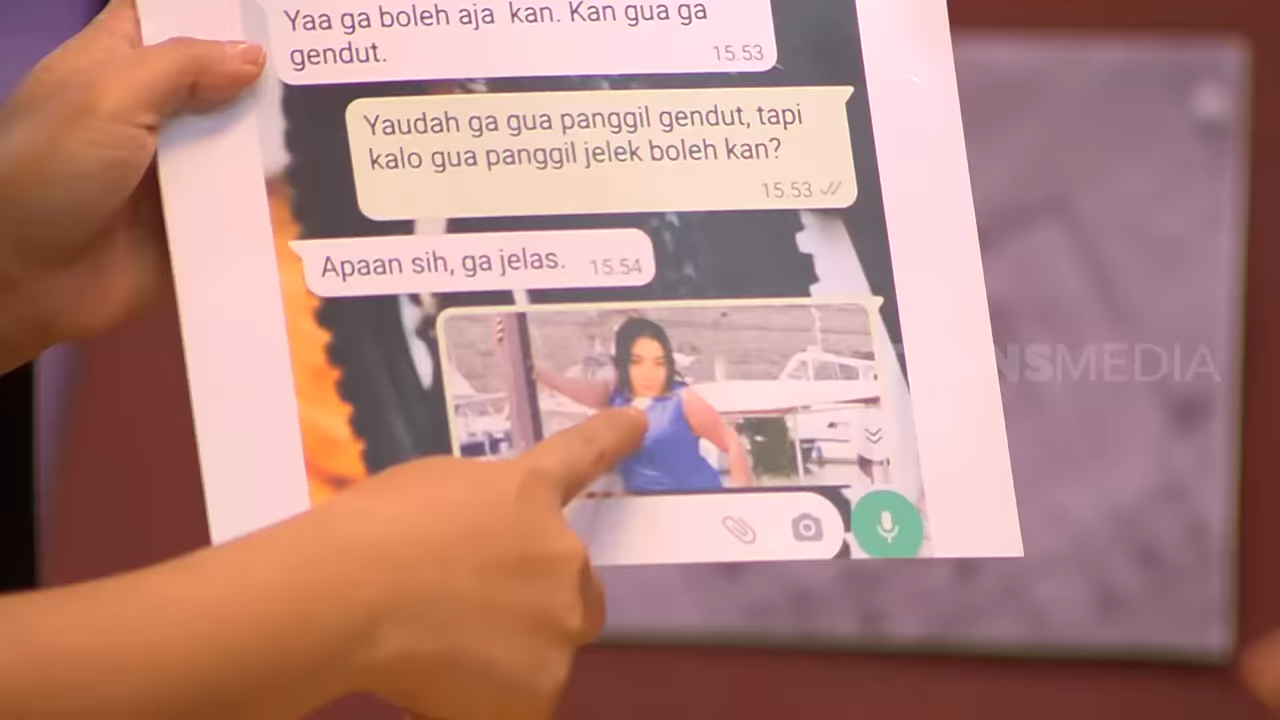 Yaa ga boleh aja kan. Kan gua ga
gendut.
15.53
Yaudah ga gua panggil gendut, tapi
kalo gua panggil jelek boleh kan?
15.53
Apaan sih, ga jelas.
15.54
NSMEDIA